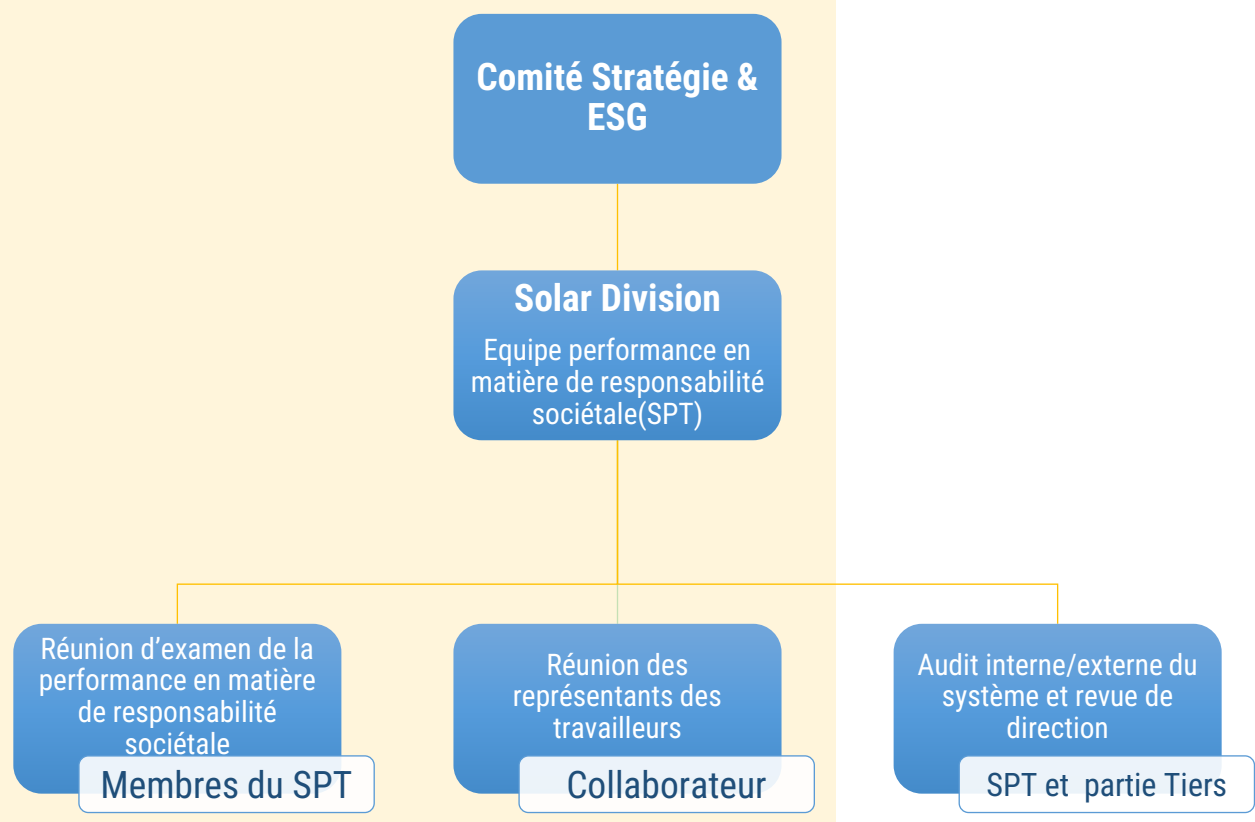 Comité Stratégie &
ESG
Solar Division
Equipe performance en
matière de responsabilité
sociétale(SPT)
Réunion d’examen de la
performance en matière
de responsabilité
sociétale
Membres du SPT
Réunion des
représentants des
travailleurs
Collaborateur
Audit interne/externe du
système et revue de
direction
SPT et partie Tiers